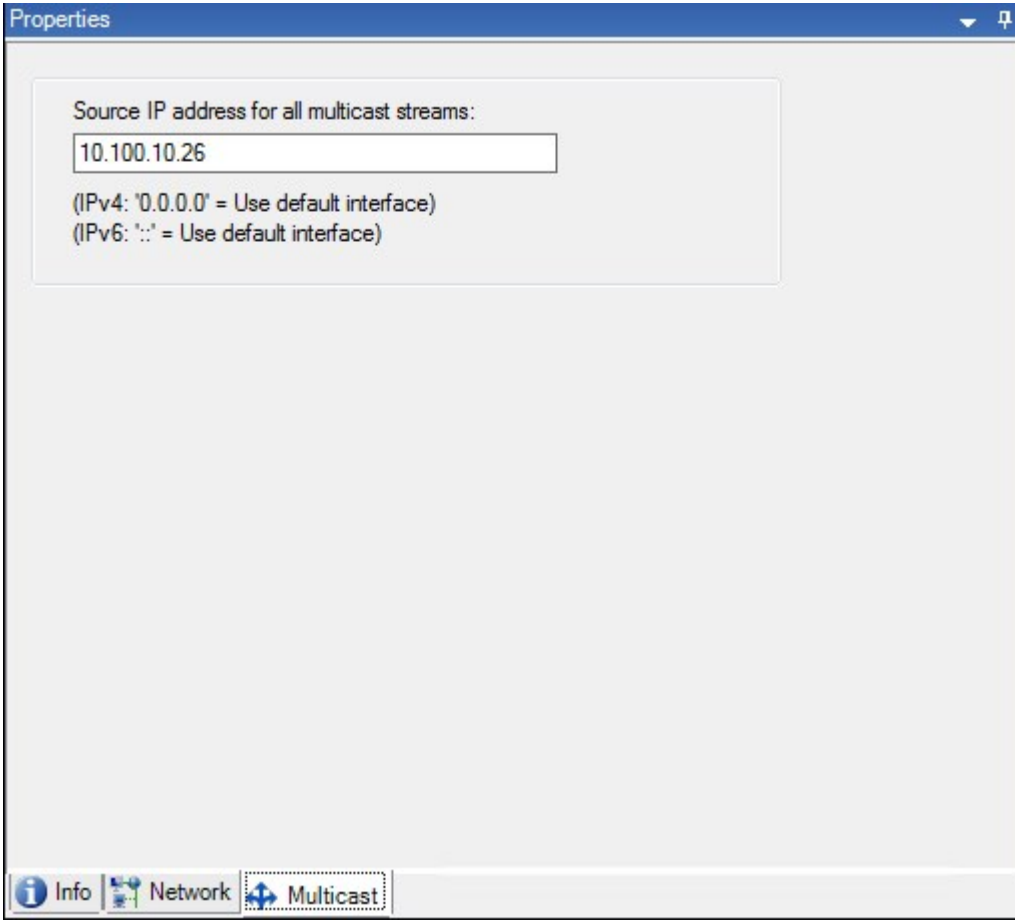 Properties
Source IP address for all multicast streams:
10.100.10.26
(IPv4: '0.0.0.0' = Use default interface)
(IPv6: '::' = Use default interface)
Info Network Multicast